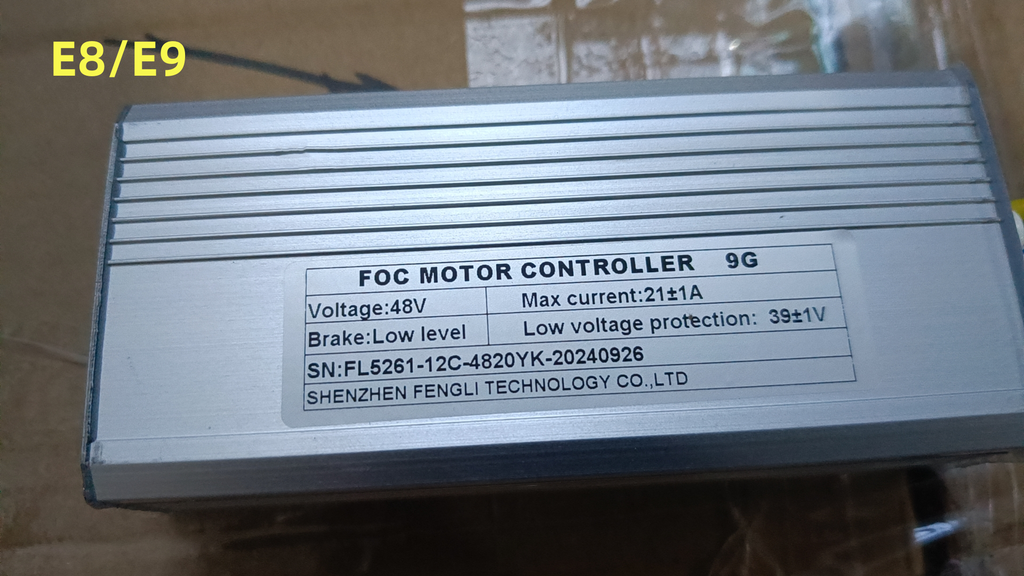 E8/E9
FOC MOTOR CONTROLLER 9G
Voltage:48V Max current:21±1A
Brake:Low level Low voltage protection: 39±1V
SN:FL5261-12C-4820YK-20240926
SHENZHEN FENGLI TECHNOLOGY CO.,LTD